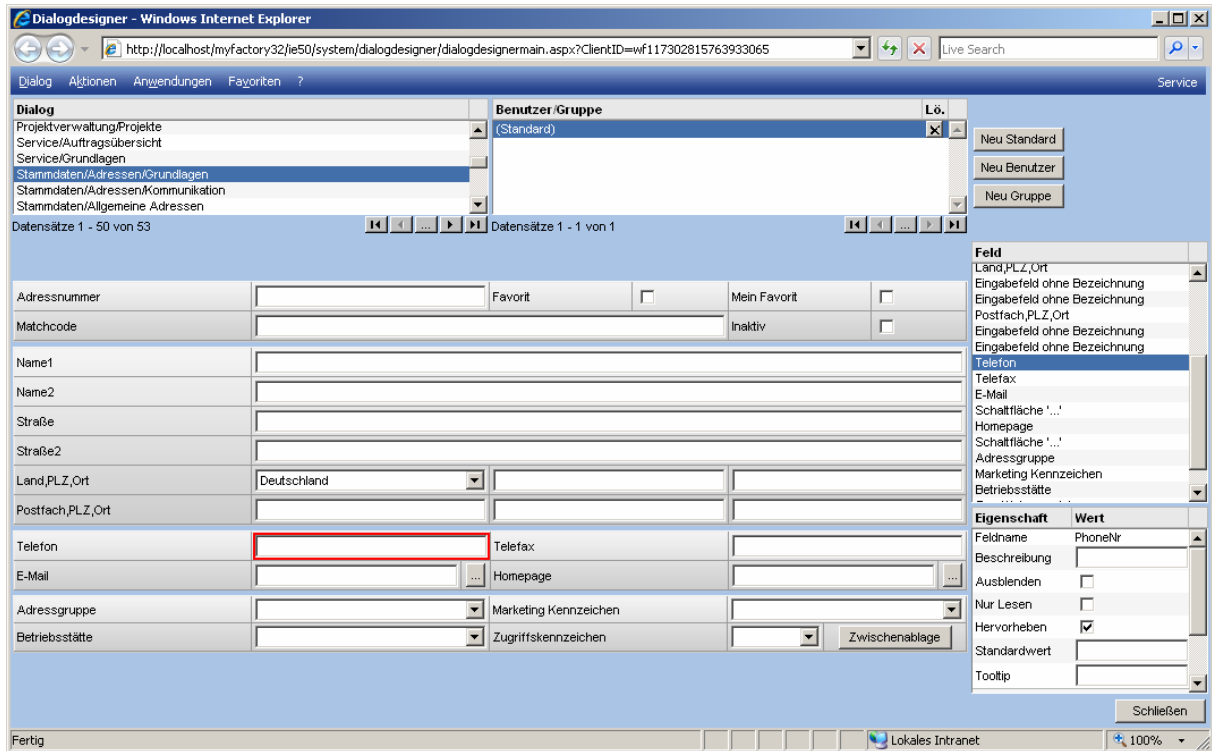 Dialogdesigner - Windows Internet Explorer
http://localhost/myfactory32/ie50/system/dialogdesigner/dialogdesignermain.aspx?ClientID=wf117302815763933065
Live Search
Dialog Aktionen Anwendungen Favoriten ? Service
Dialog
Projektverwaltung/Projekte
Service/Auftragsübersicht
Service/Grundlagen
Stammdaten/Adressen/Grundlagen
Stammdaten/Adressen/Kommunikation
Stammdaten/Allgemeine Adressen
Datensätze 1 - 50 von 53
...
Benutzer/Gruppe Lö.
(Standard)
Datensätze 1 - 1 von 1
...
Neu Standard
Neu Benutzer
Neu Gruppe
Adressnummer Favorit Mein Favorit
Matchcode Inaktiv
Name1
Name2
Straße
Straße2
Land,PLZ,Ort Deutschland
Postfach,PLZ,Ort
Telefon Telefax
E-Mail ... Homepage ...
Adressgruppe Marketing Kennzeichen
Betriebsstätte Zugriffskennzeichen Zwischenablage
Feld
Land,PLZ,Ort
Eingabefeld ohne Bezeichnung
Eingabefeld ohne Bezeichnung
Postfach,PLZ,Ort
Eingabefeld ohne Bezeichnung
Eingabefeld ohne Bezeichnung
Telefon
Telefax
E-Mail
Schaltfläche '...'
Homepage
Schaltfläche '...'
Adressgruppe
Marketing Kennzeichen
Betriebsstätte
Eigenschaft Wert
Feldname PhoneNr
Beschreibung
Ausblenden
Nur Lesen
Hervorheben
Standardwert
Tooltip
Schließen
Fertig Lokales Intranet 100%